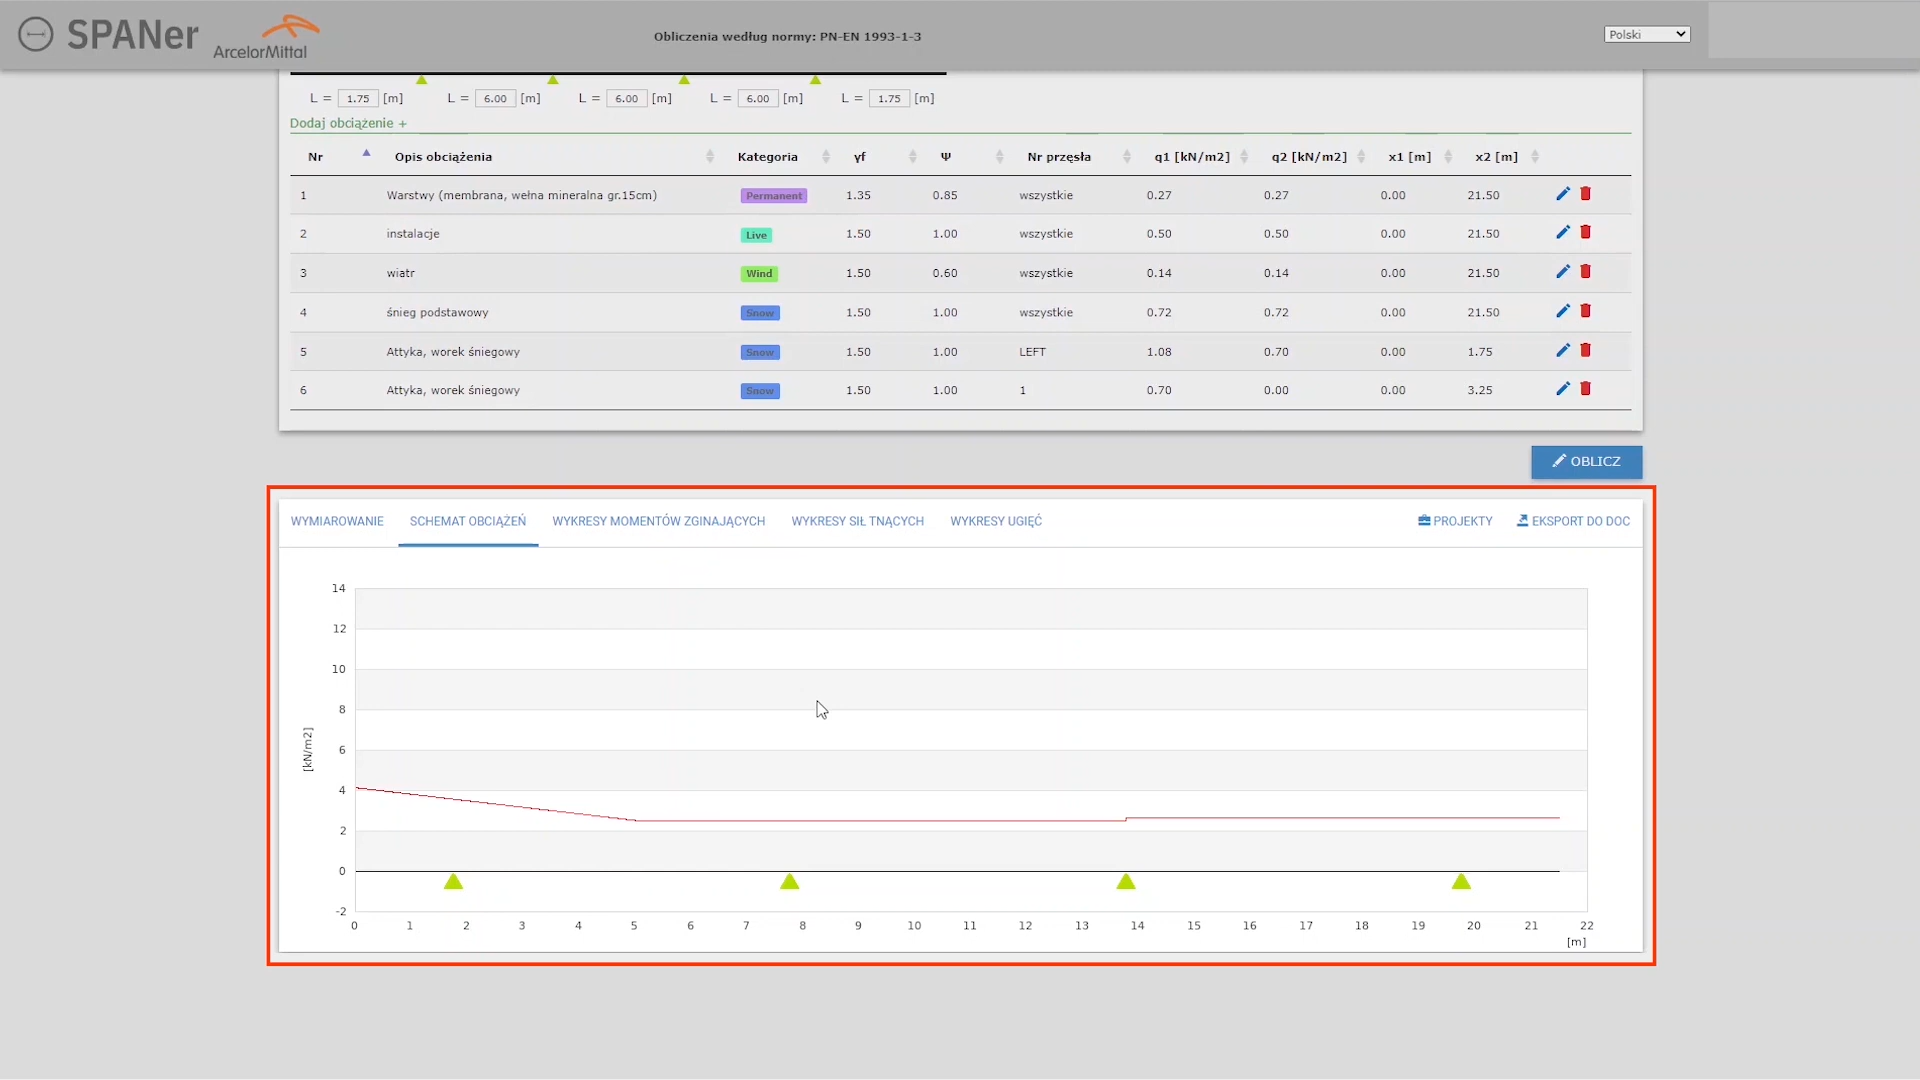 SPANer
ArcelorMittal
Obliczenia według normy: PN-EN 1993-1-3
Polski
L = 1.75 [m] L = 6.00 [m] L = 6.00 [m] L = 6.00 [m] L = 1.75 [m]
Dodaj obciążenie +
Nr Opis obciążenia Kategoria γf Ψ Nr przęsła q1 [kN/m2] q2 [kN/m2] x1 [m] x2 [m]
1 Warstwy (membrana, wełna mineralna gr.15cm) Permanent 1.35 0.85 wszystkie 0.27 0.27 0.00 21.50
2 instalacje Live 1.50 1.00 wszystkie 0.50 0.50 0.00 21.50
3 wiatr Wind 1.50 0.60 wszystkie 0.14 0.14 0.00 21.50
4 śnieg podstawowy Snow 1.50 1.00 wszystkie 0.72 0.72 0.00 21.50
5 Attyka, worek śniegowy Snow 1.50 1.00 LEFT 1.08 0.70 0.00 1.75
6 Attyka, worek śniegowy Snow 1.50 1.00 1 0.70 0.00 0.00 3.25
OBLICZ
WYMIAROWANIE SCHEMAT OBCIĄŻEŃ WYKRESY MOMENTÓW ZGINAJĄCYCH WYKRESY SIŁ TNĄCYCH WYKRESY UGIĘĆ PROJEKTY EKSPORT DO DOC
14
12
10
8
[kN/m2]
6
4
2
0
-2
0 1 2 3 4 5 6 7 8 9 10 11 12 13 14 15 16 17 18 19 20 21 22
[m]